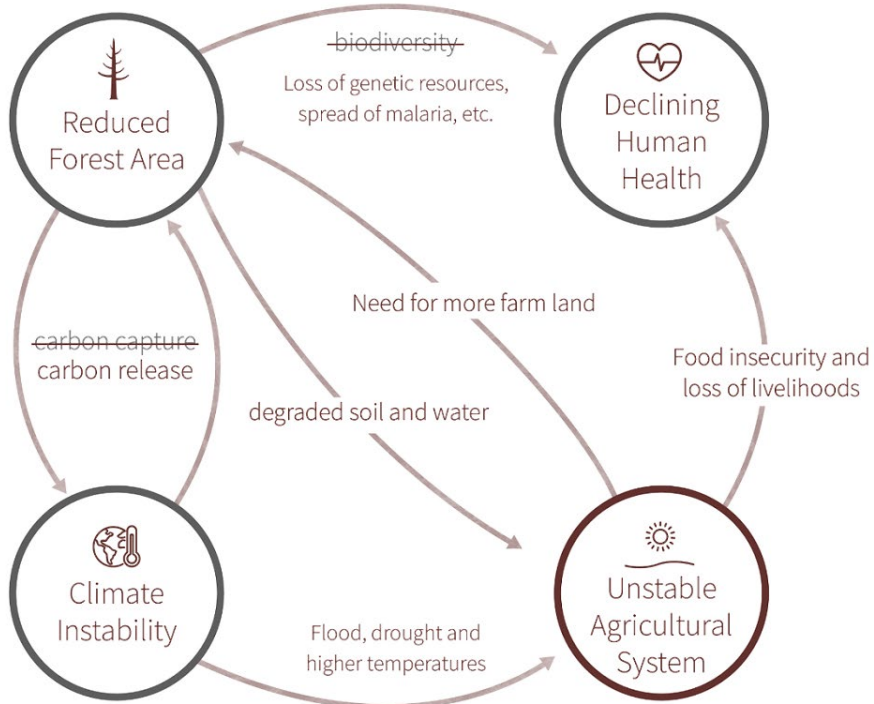 biodiversity
Loss of genetic resources,
spread of malaria, etc.
Reduced
Forest Area
Declining
Human
Health
Need for more farm land
carbon capture
carbon release
Food insecurity and
loss of livelihoods
degraded soil and water
Climate
Instability
Flood, drought and
higher temperatures
Unstable
Agricultural
System